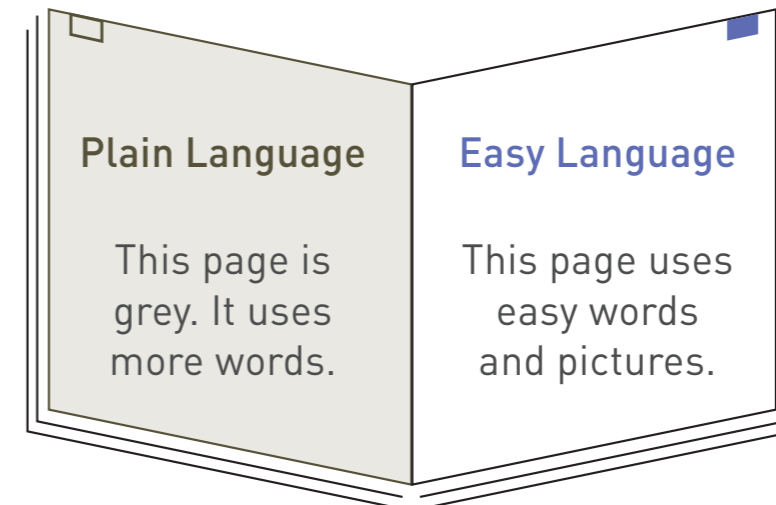 Plain Language
This page is
grey. It uses
more words.
Easy Language
This page uses
easy words
and pictures.